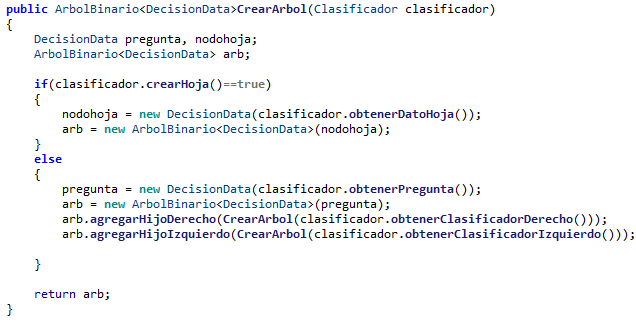 public ArbolBinario<DecisionData>CrearArbol(Clasificador clasificador)
{
    DecisionData pregunta, nodohoja;
    ArbolBinario<DecisionData> arb;

    if(clasificador.crearHoja()==true)
    {
        nodohoja = new DecisionData(clasificador.obtenerDatoHoja());
        arb = new ArbolBinario<DecisionData>(nodohoja);
    }
    else
    {
        pregunta = new DecisionData(clasificador.obtenerPregunta());
        arb = new ArbolBinario<DecisionData>(pregunta);
        arb.agregarHijoDerecho(CrearArbol(clasificador.obtenerClasificadorDerecho()));
        arb.agregarHijoIzquierdo(CrearArbol(clasificador.obtenerClasificadorIzquierdo()));

    }

    return arb;
}